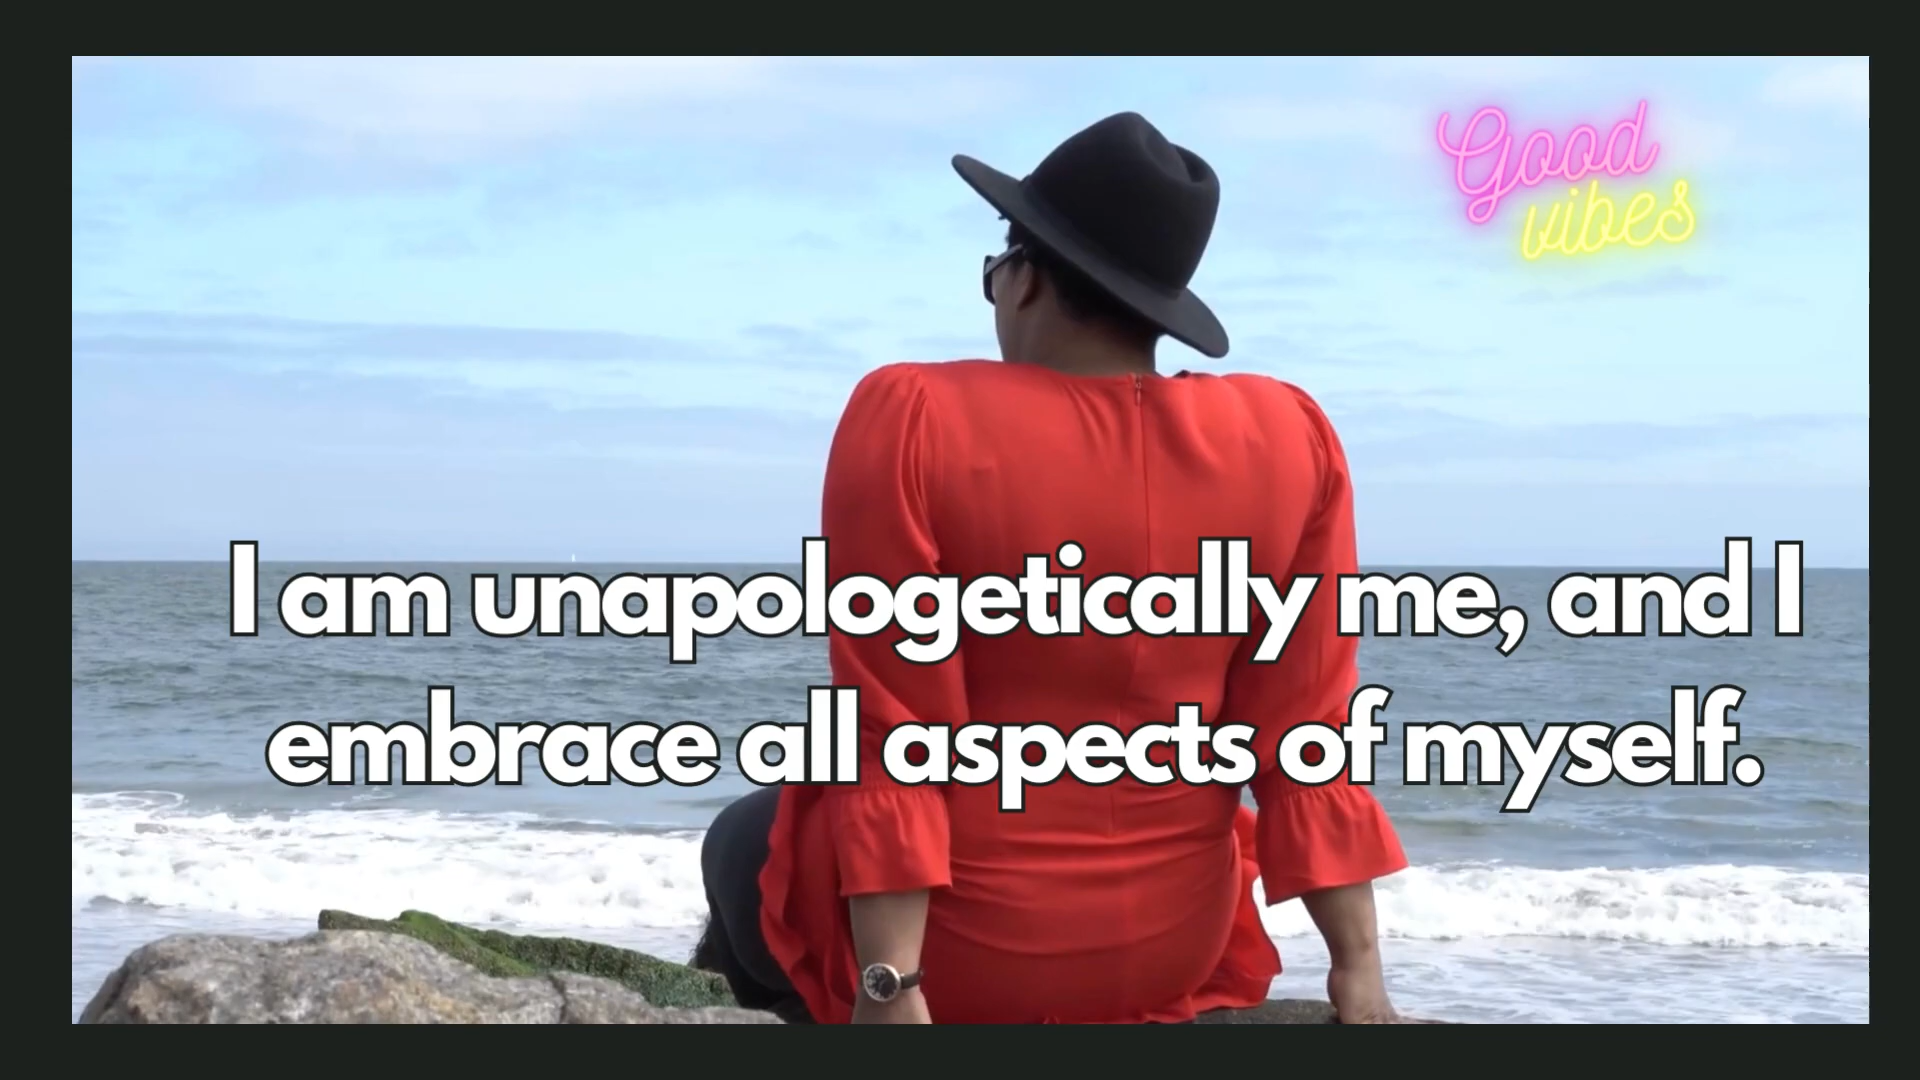 Good
vibes
I am unapologetically me, and I
embrace all aspects of myself.